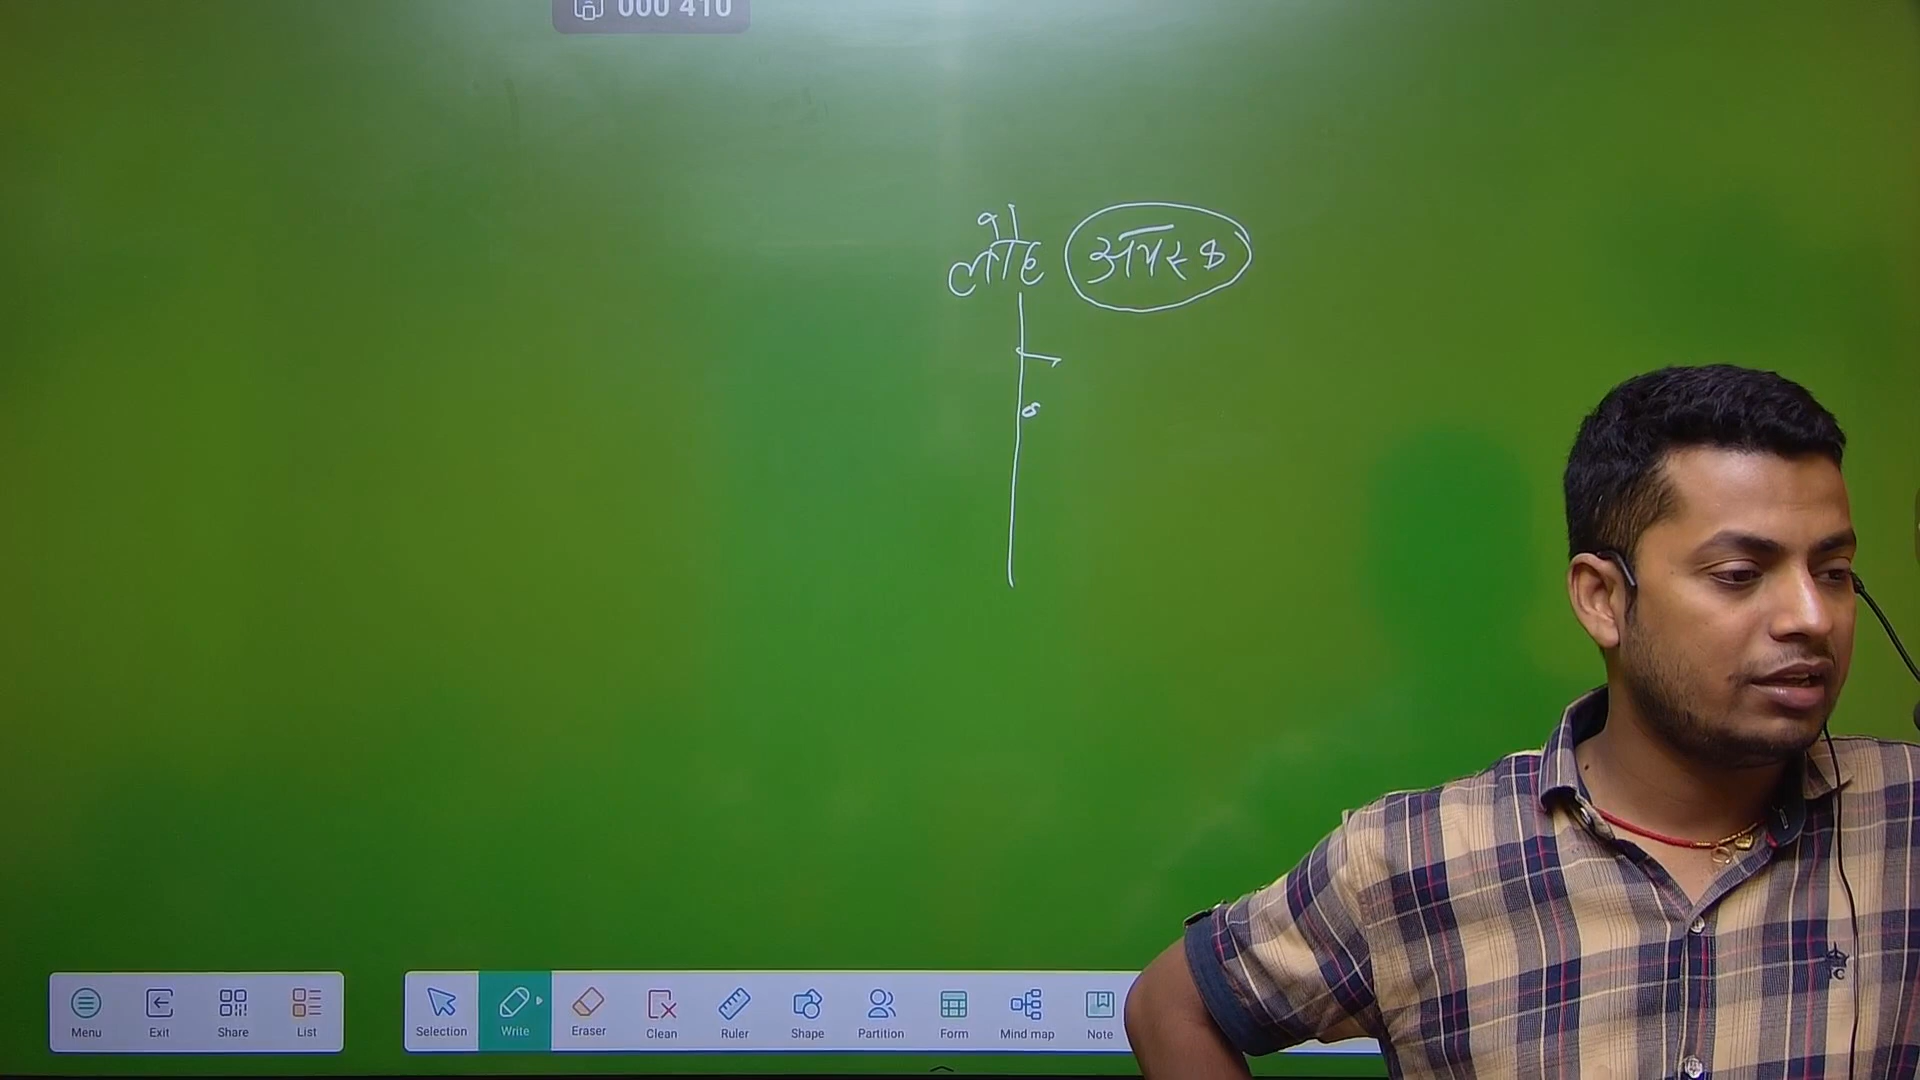 000 410
लौह अयस्क
Menu Exit Share List Selection Write Eraser Clean Ruler Shape Partition Form Mind map Note